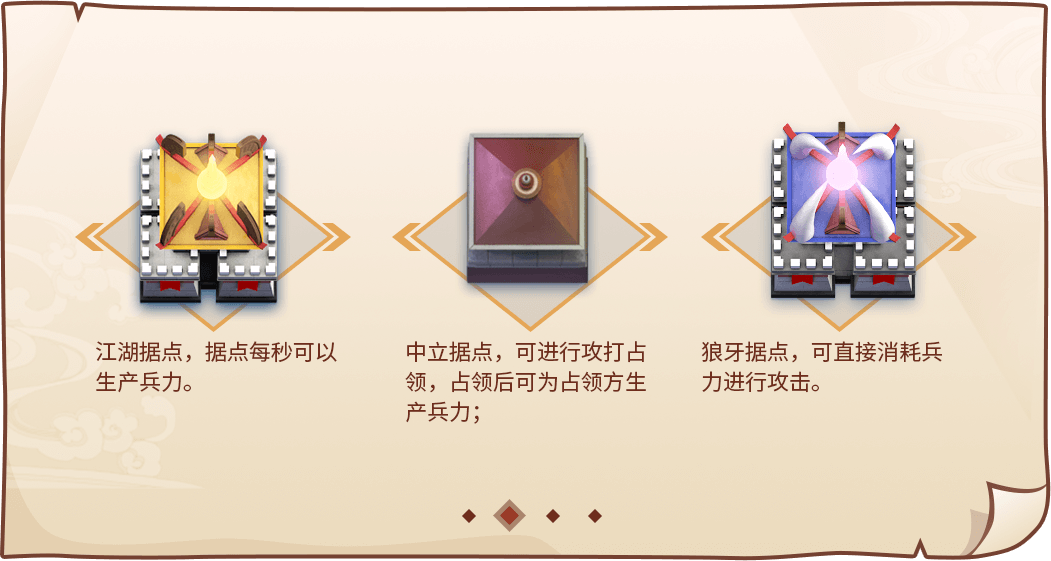 江湖据点，据点每秒可以
生产兵力。
中立据点，可进行攻打占
领，占领后可为占领方生
产兵力；
狼牙据点，可直接消耗兵
力进行攻击。